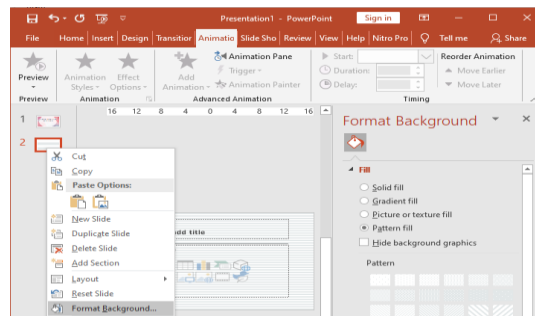 Presentation1 - PowerPoint Sign in
File Home Insert Design Transitior Animatio Slide Sho Review View Help Nitro Pro Tell me Share
Preview Animation Styles Effect Options Add Animation Animation Pane Trigger Animation Painter Start: Duration: Delay: Reorder Animation Move Earlier Move Later
Preview Animation Advanced Animation Timing
16 12 8 4 0 4 8 12 16
1
2
Cut
Copy
Paste Options:
New Slide
Duplicate Slide
Delete Slide
Add Section
Layout
Reset Slide
Format Background...
add title
Format Background
Fill
Solid fill
Gradient fill
Picture or texture fill
Pattern fill
Hide background graphics
Pattern